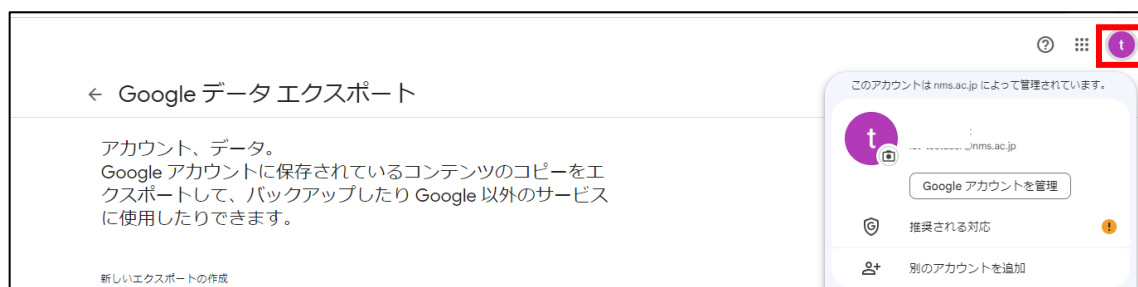 t
このアカウントは nms.ac.jp によって管理されています。
← Google データ エクスポート
t
nms.ac.jp
アカウント、データ。
Google アカウントに保存されているコンテンツのコピーをエ
クスポートして、バックアップしたり Google 以外のサービス
に使用したりできます。
Google アカウントを管理
推奨される対応
別のアカウントを追加
新しいエクスポートの作成